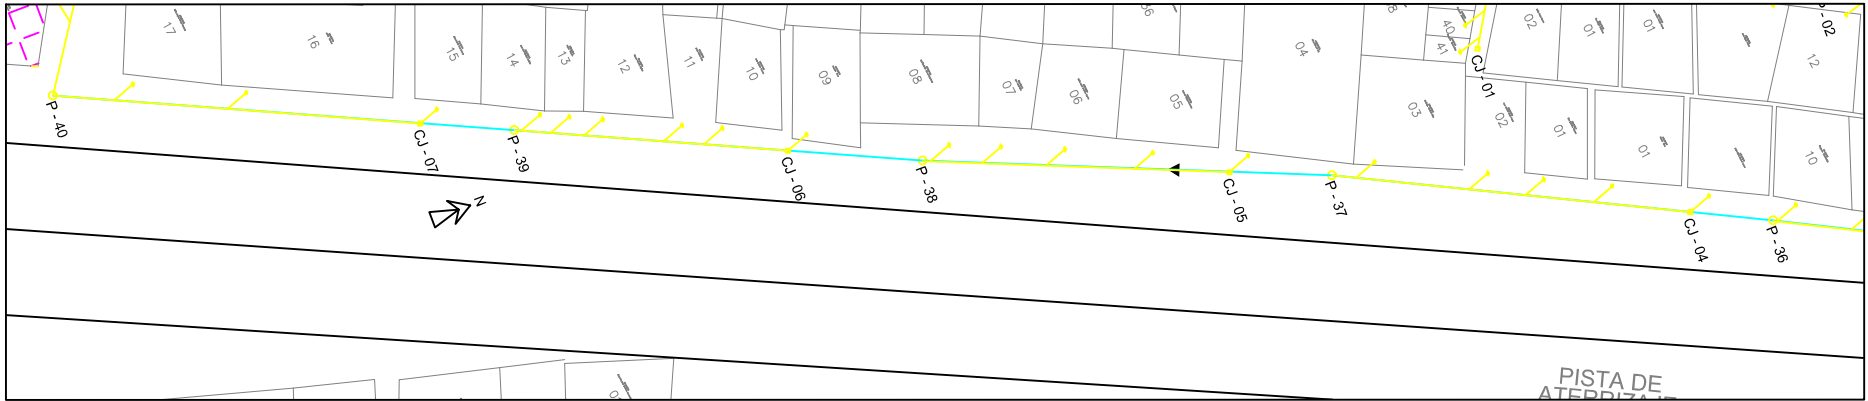 17
16
15
14
13
12
11
10
09
08
07
06
05
04
03
40
41
02
01
01
02
01
01
10
12
P - 02
CJ - 01
P - 40
CJ - 07
P - 39
CJ - 06
P - 38
CJ - 05
P - 37
CJ - 04
P - 36
N
PISTA DE
ATERRIZAJE